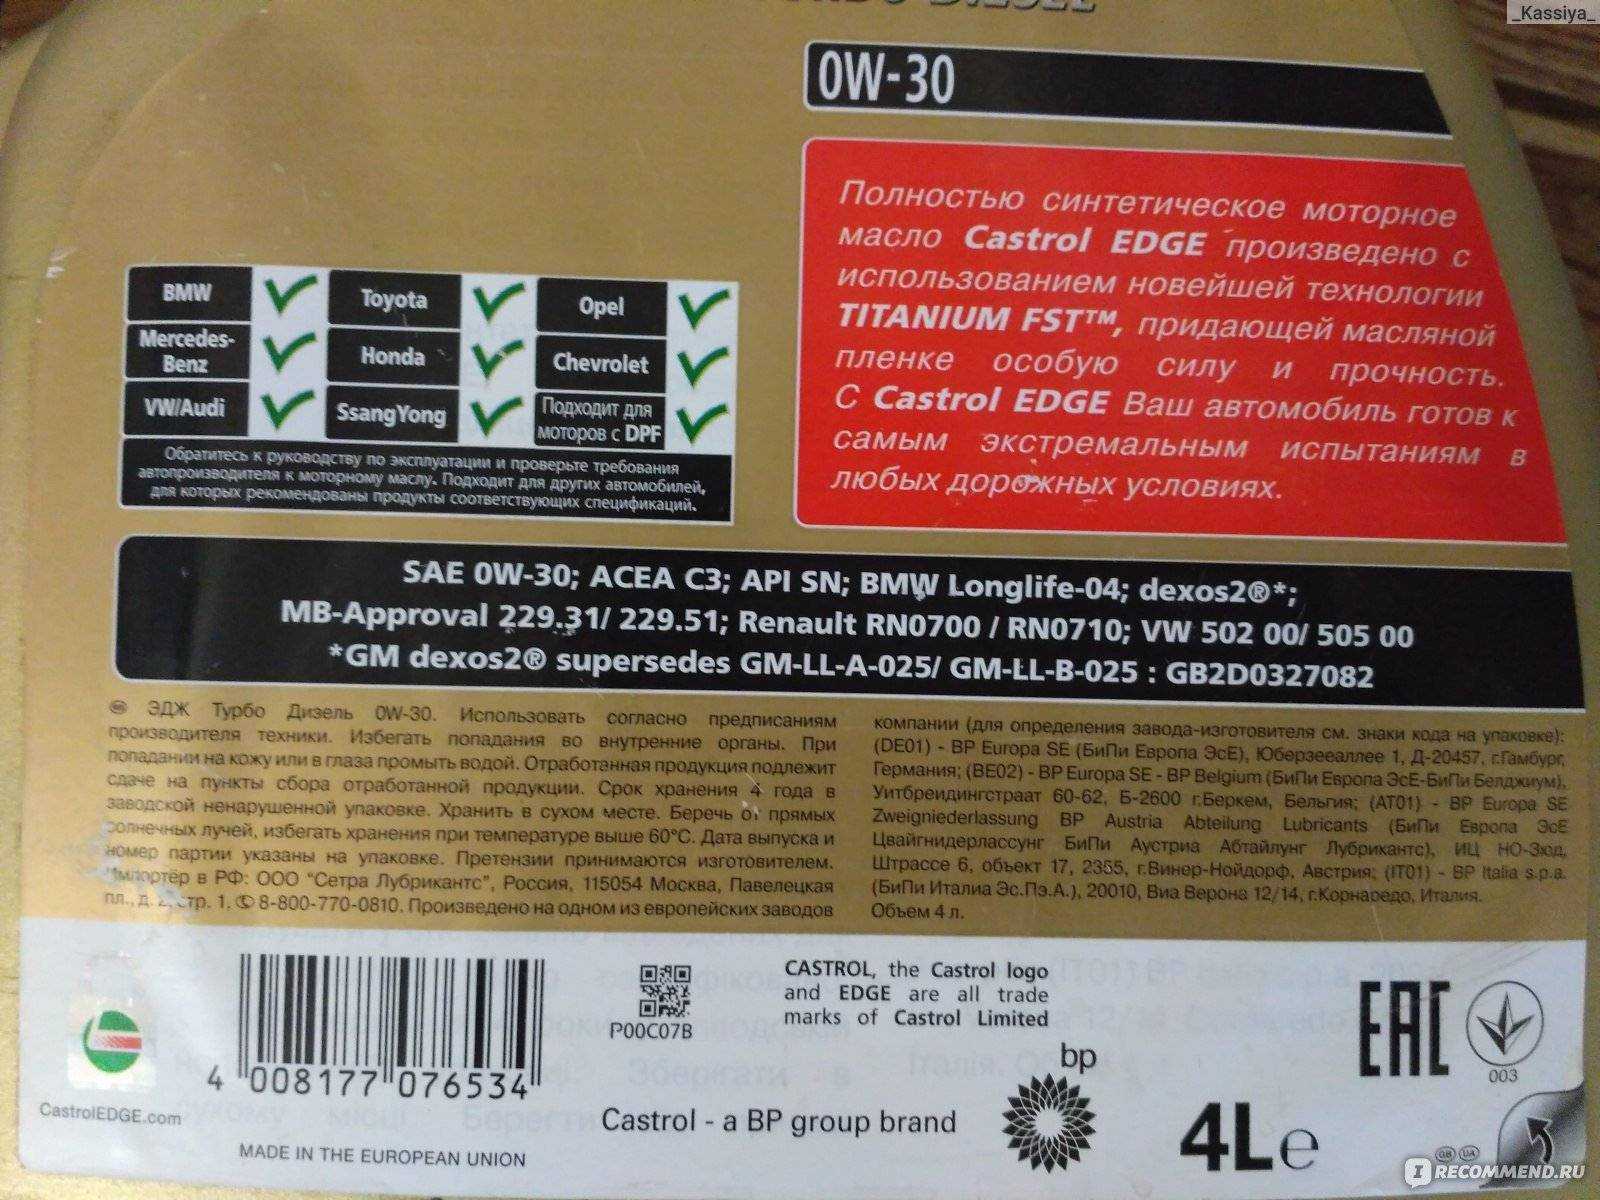 _Kassiya_
0W-30
Полностью синтетическое моторное
масло Castrol EDGE произведено с
использованием новейшей технологии
TITANIUM FST™, придающей масляной
пленке особую силу и прочность.
С Castrol EDGE Ваш автомобиль готов к
самым экстремальным испытаниям в
любых дорожных условиях.
BMW Toyota Opel
Mercedes-
Benz Honda Chevrolet
VW/Audi SsangYong Подходит для
моторов с DPF
Обратитесь к руководству по эксплуатации и проверьте требования
автопроизводителя к моторному маслу. Подходит для других автомобилей,
для которых рекомендованы продукты соответствующих спецификаций.
SAE 0W-30; ACEA C3; API SN; BMW Longlife-04; dexos2®*;
MB-Approval 229.31/ 229.51; Renault RN0700 / RN0710; VW 502 00/ 505 00
*GM dexos2® supersedes GM-LL-A-025/ GM-LL-B-025 : GB2D0327082
ЭДЖ Турбо Дизель 0W-30. Использовать согласно предписаниям
производителя техники. Избегать попадания во внутренние органы. При
попадании на кожу или в глаза промыть водой. Отработанная продукция подлежит
сдаче на пункты сбора отработанной продукции. Срок хранения 4 года в
заводской ненарушенной упаковке. Хранить в сухом месте. Беречь от прямых
солнечных лучей, избегать хранения при температуре выше 60°C. Дата выпуска и
номер партии указаны на упаковке. Претензии принимаются изготовителем.
Импортёр в РФ: ООО "Сетра Лубрикантс", Россия, 115054 Москва, Павелецкая
пл., д. 2, стр. 1, 8-800-770-0810. Произведено на одном из европейских заводов
компании (для определения завода-изготовителя см. знаки кода на упаковке):
(DE01) - BP Europa SE (БиПи Европа ЭсЕ), Юберзееаллее 1, Д-20457, г.Гамбург,
Германия; (BE02) - BP Europa SE - BP Belgium (БиПи Европа ЭсЕ-БиПи Белджиум),
Уитбрейдингстраат 60-62, Б-2600 г.Беркем, Бельгия; (AT01) - BP Europa SE
Zweigniederlassung BP Austria Abteilung Lubricants (БиПи Европа ЭсЕ
Цвайгнидерлассунг БиПи Аустриа Абтайлунг Лубрикантс), ИЦ НО-Зюд,
Штрассе 6, объект 17, 2355, г.Винер-Нойдорф, Австрия; (IT01) - BP Italia s.p.a.
(БиПи Италиа Эс.Пэ.А.), 20010, Виа Верона 12/14, г.Корнаредо, Италия.
Объем 4 л.
4 008177 076534
P00C07B
CASTROL, the Castrol logo
and EDGE are all trade
marks of Castrol Limited
bp
EAC
003
CastrolEDGE.com
Castrol - a BP group brand
4L e
MADE IN THE EUROPEAN UNION
GB UA
IRECOMMEND.RU